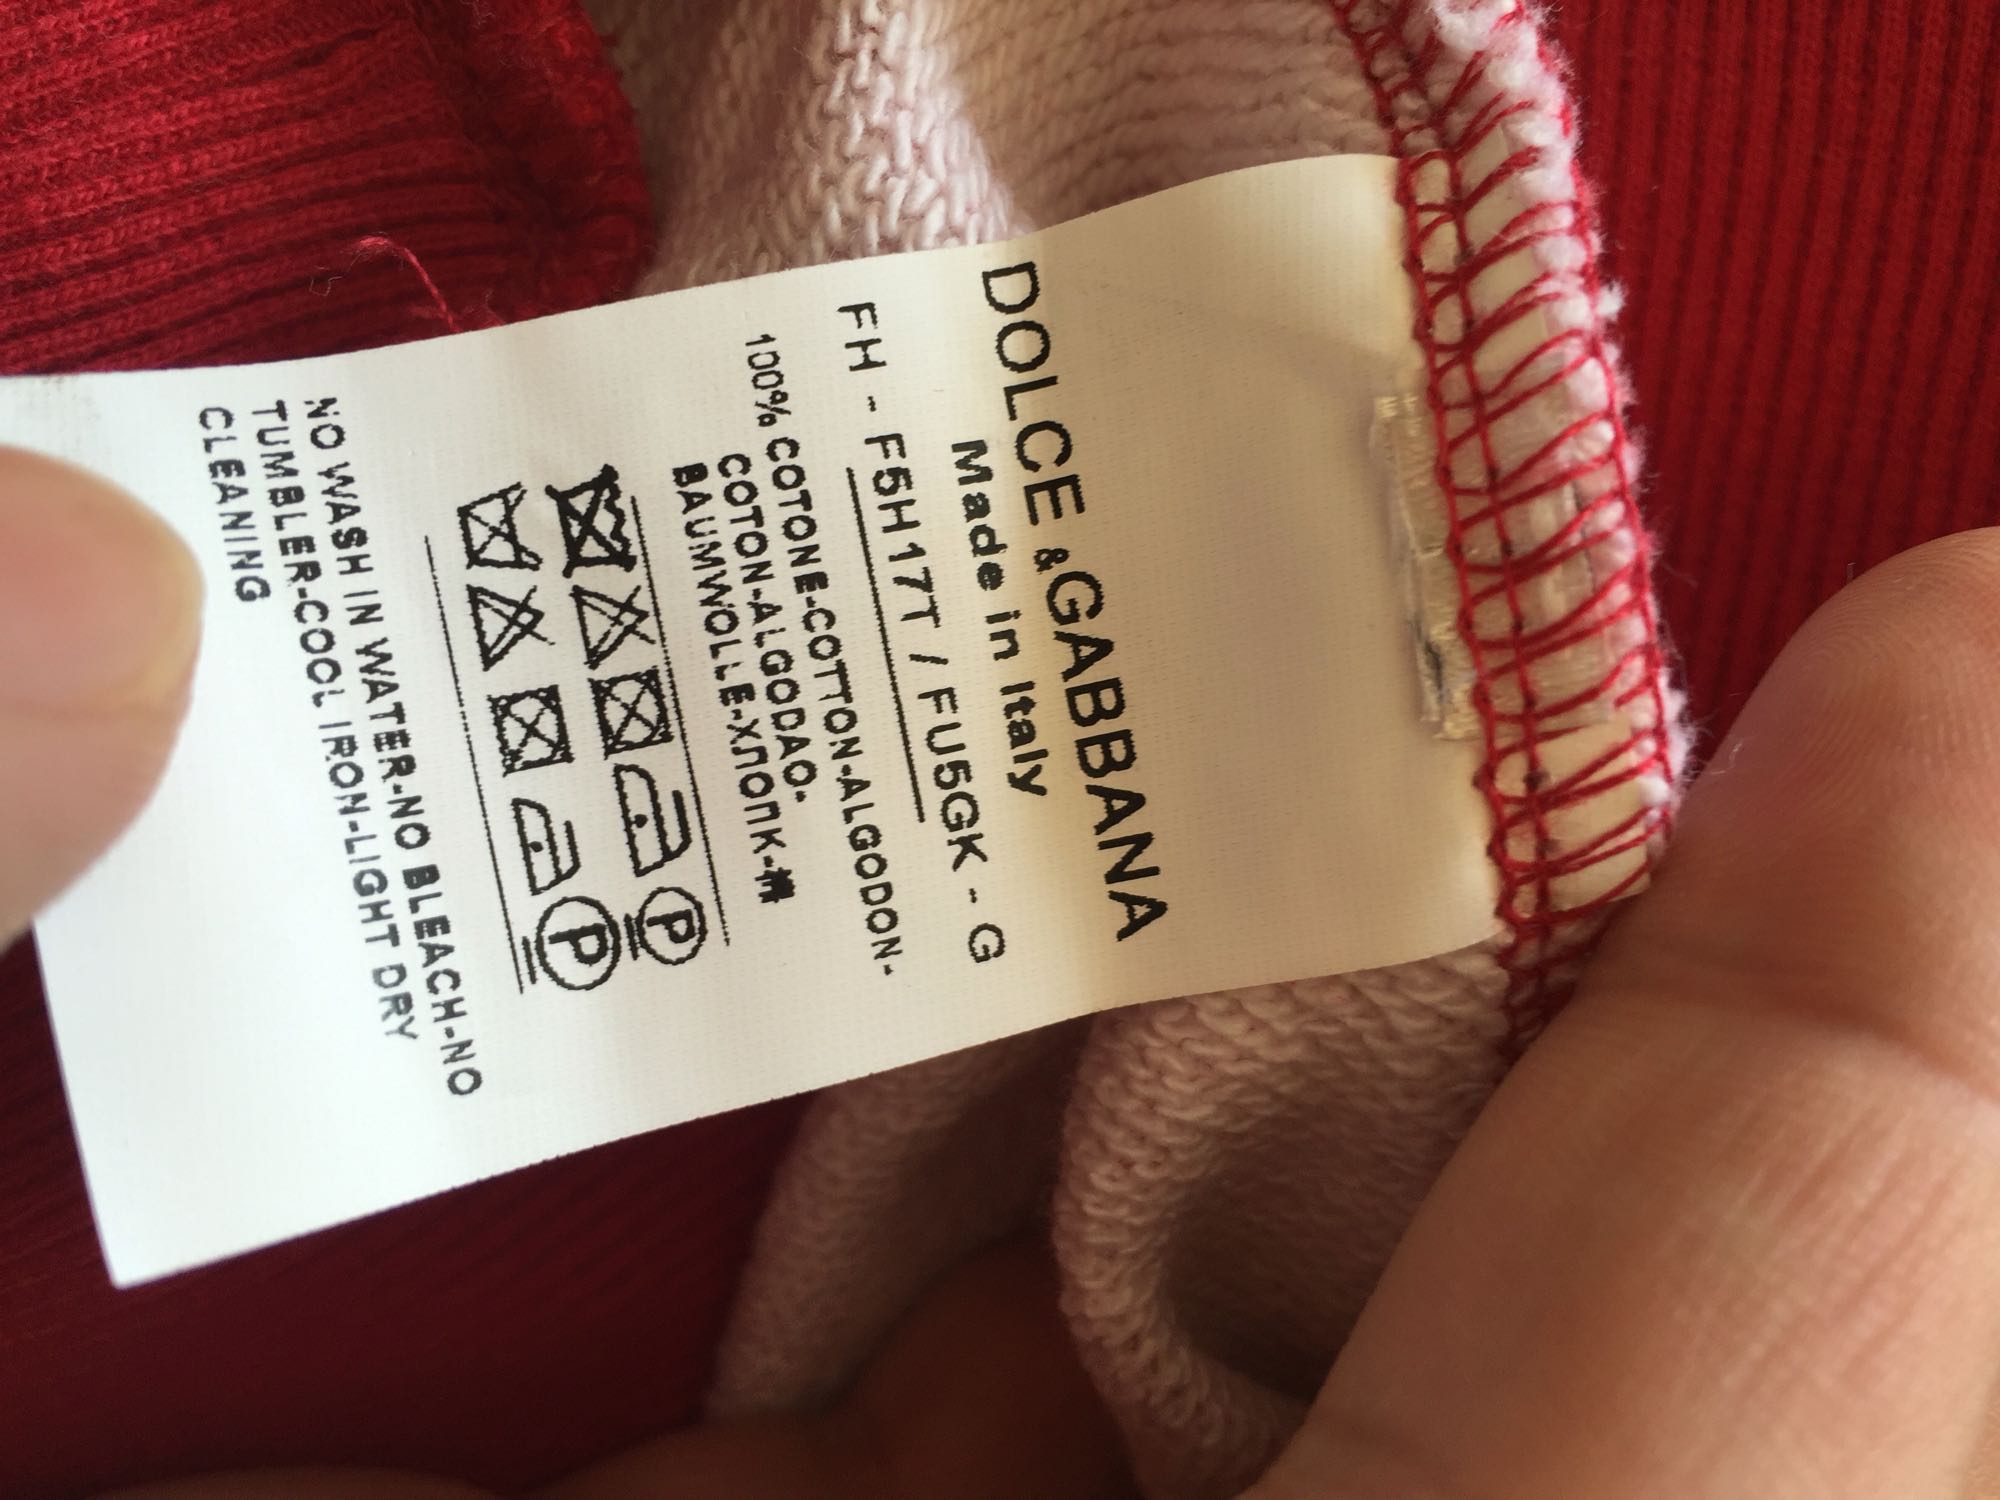 DOLCE & GABBANA
Made in Italy
FH - F5H17T / FU5GK - G
100% COTONE-COTTON-ALGODON-
COTON-ALGODAO-
BAUMWOLLE-ХЛОПК-棉
P
P
NO WASH IN WATER-NO BLEACH-NO
TUMBLER-COOL IRON-LIGHT DRY
CLEANING